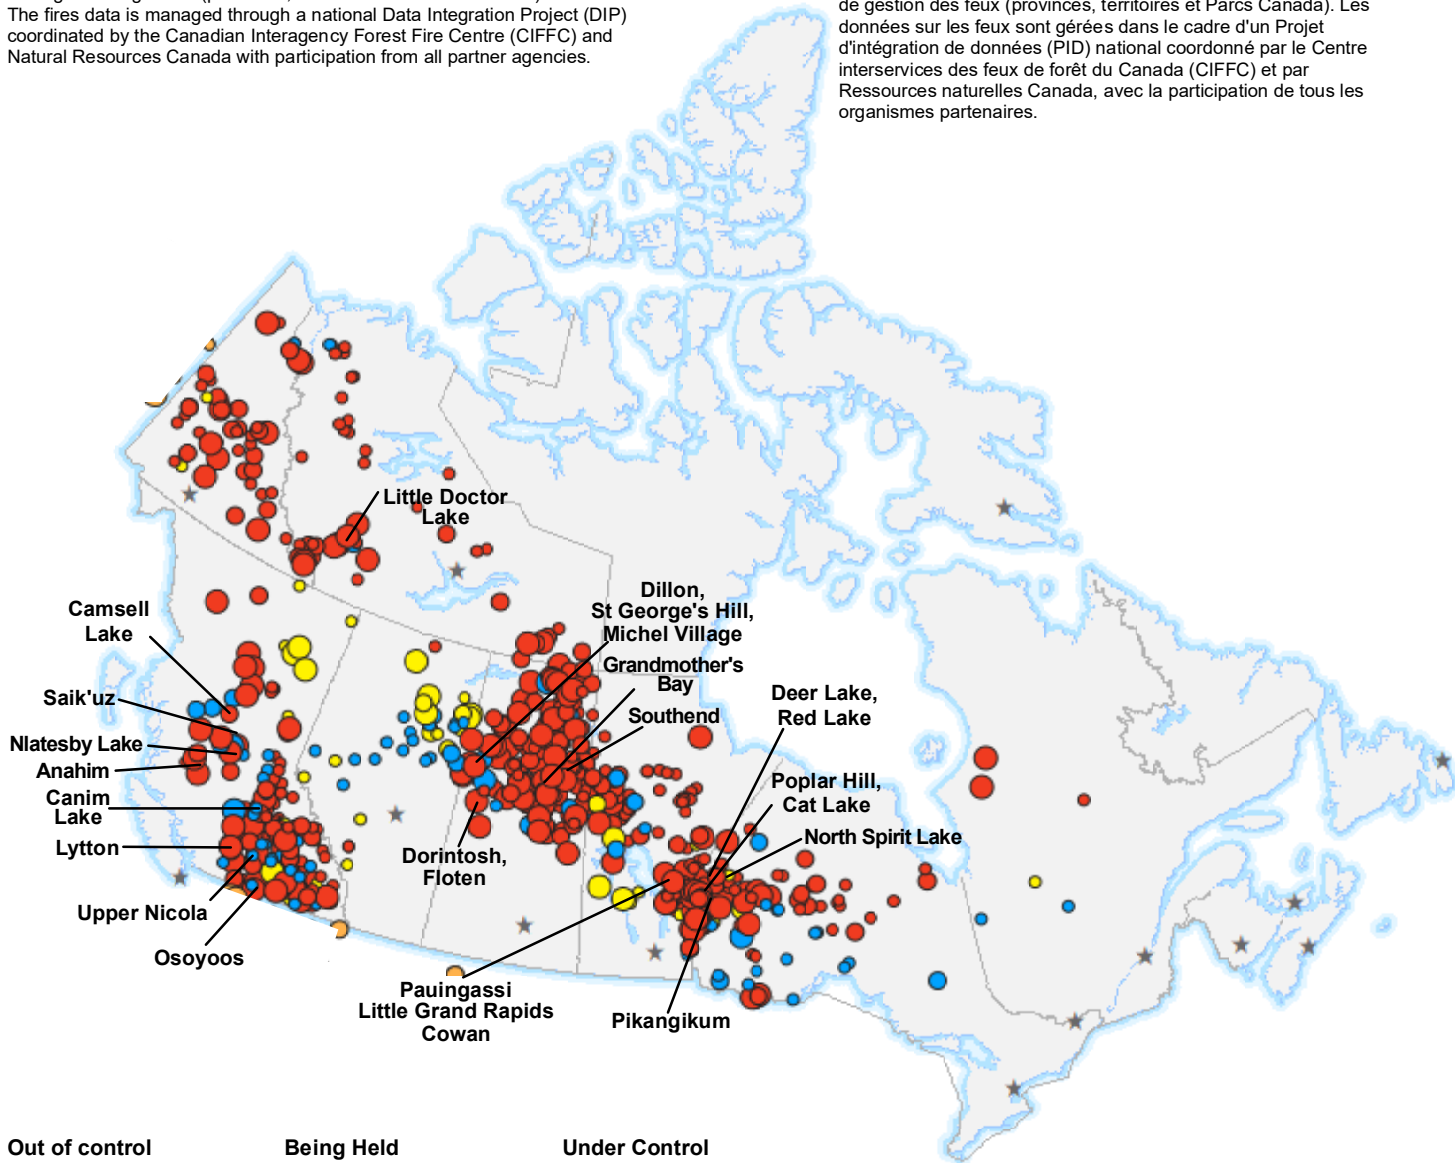 The fires data is managed through a national Data Integration Project (DIP)
coordinated by the Canadian Interagency Forest Fire Centre (CIFFC) and
Natural Resources Canada with participation from all partner agencies.
de gestion des feux (provinces, territoires et Parcs Canada). Les
données sur les feux sont gérées dans le cadre d'un Projet
d'intégration de données (PID) national coordonné par le Centre
interservices des feux de forêt du Canada (CIFFC) et par
Ressources naturelles Canada, avec la participation de tous les
organismes partenaires.
Little Doctor
Lake
Dillon,
St George's Hill,
Michel Village
Grandmother's
Bay
Southend
Camsell
Lake
Saik'uz
Nlatesby Lake
Anahim
Canim
Lake
Lytton
Upper Nicola
Osoyoos
Dorintosh,
Floten
Deer Lake,
Red Lake
Poplar Hill,
Cat Lake
North Spirit Lake
Pauingassi
Little Grand Rapids
Cowan
Pikangikum
Out of control
Being Held
Under Control